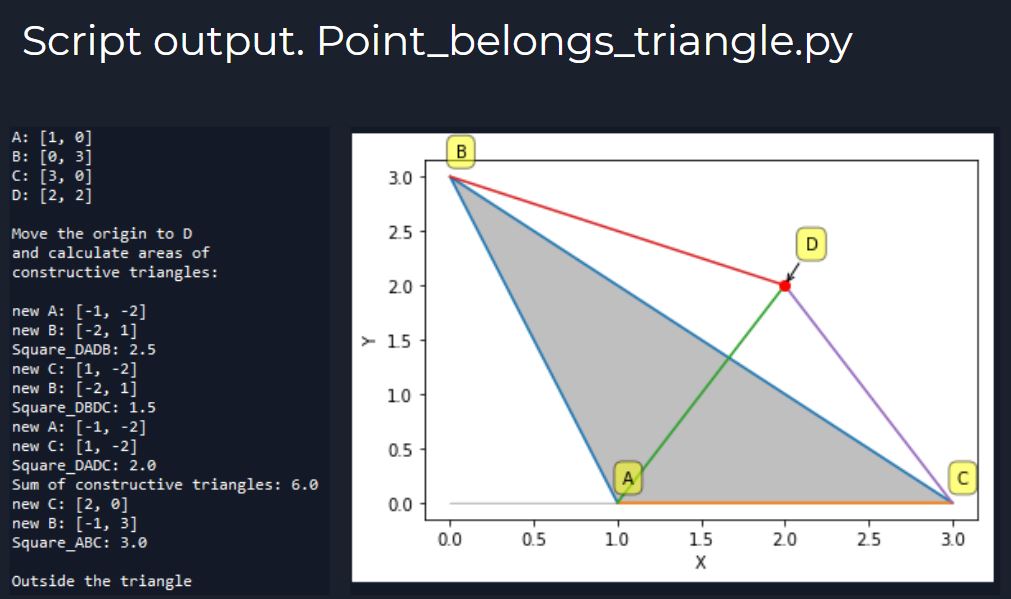 Script output. Point_belongs_triangle.py
A: [1, 0]
B: [0, 3]
C: [3, 0]
D: [2, 2]
Move the origin to D
and calculate areas of
constructive triangles:
new A: [-1, -2]
new B: [-2, 1]
Square_DADB: 2.5
new C: [1, -2]
new B: [-2, 1]
Square_DBDC: 1.5
new A: [-1, -2]
new C: [1, -2]
Square_DADC: 2.0
Sum of constructive triangles: 6.0
new C: [2, 0]
new B: [-1, 3]
Square_ABC: 3.0
Outside the triangle
B
D
A
C
3.0
2.5
2.0
1.5
1.0
0.5
0.0
Y
0.0 0.5 1.0 1.5 2.0 2.5 3.0
X